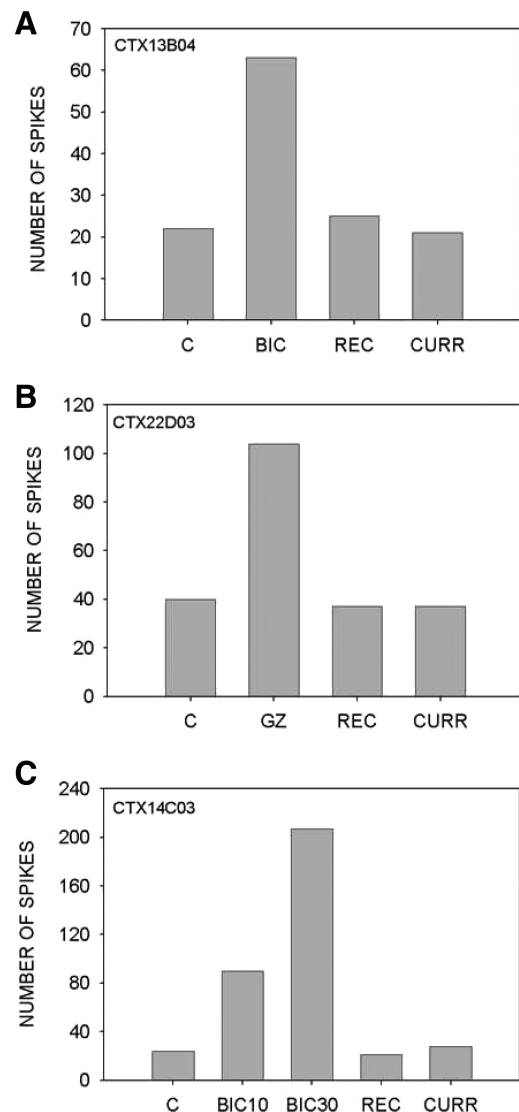 A
CTX13B04
NUMBER OF SPIKES
70
60
50
40
30
20
10
0
C BIC REC CURR
B
CTX22D03
NUMBER OF SPIKES
120
100
80
60
40
20
0
C GZ REC CURR
C
CTX14C03
NUMBER OF SPIKES
240
200
160
120
80
40
0
C BIC10 BIC30 REC CURR